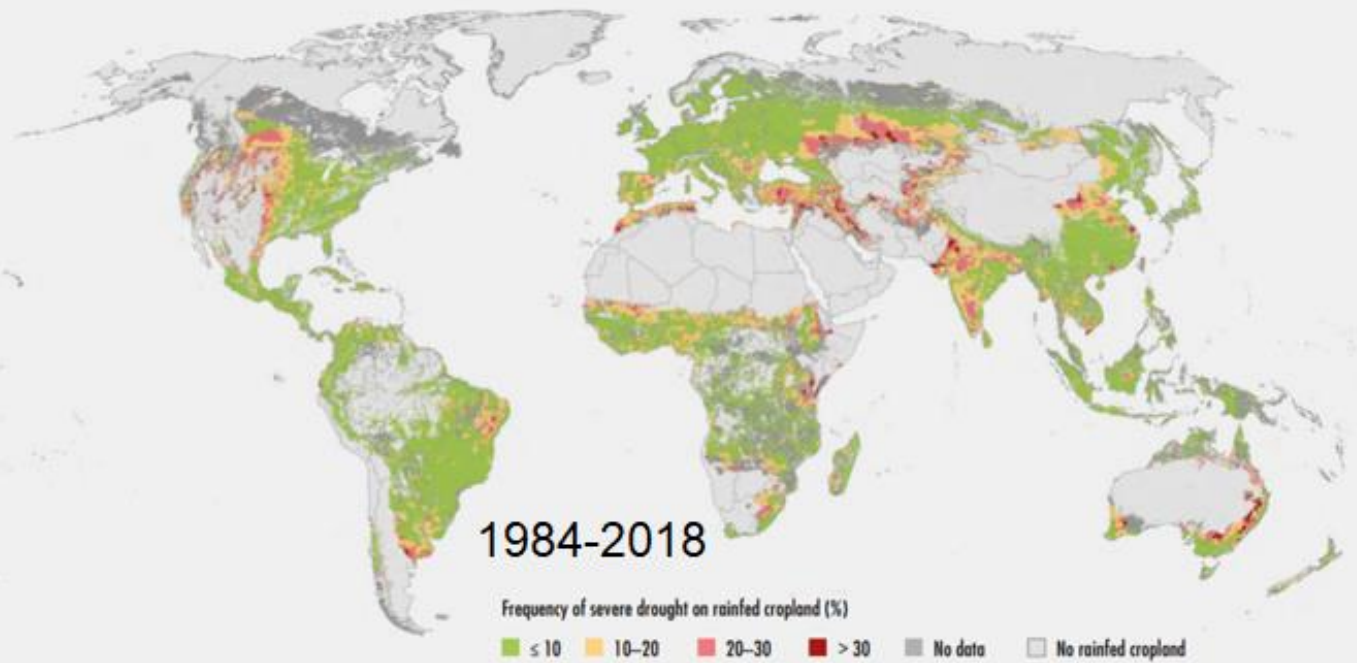 1984-2018
Frequency of severe drought on rainfed cropland (%)
≤ 10 10–20 20–30 > 30 No data No rainfed cropland